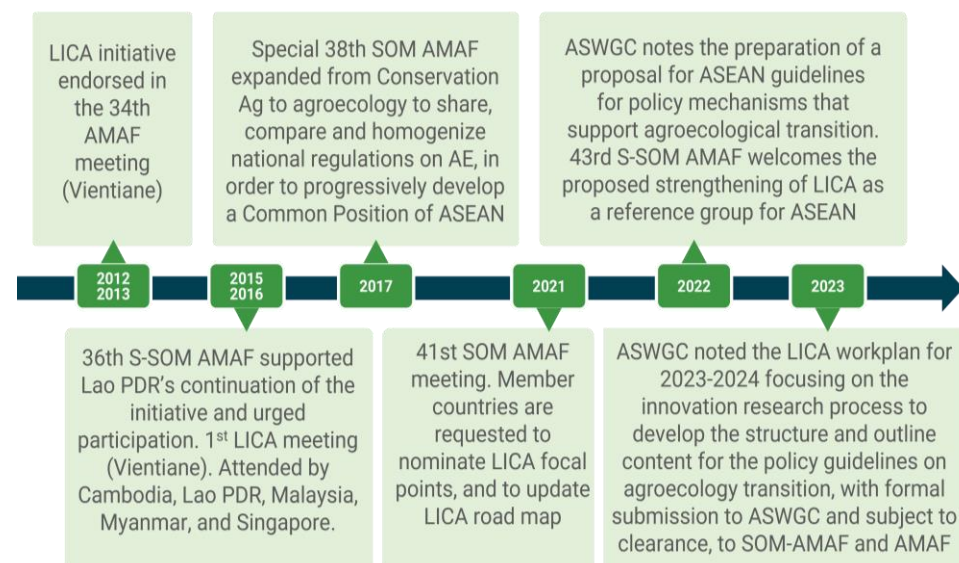 LICA initiative
endorsed in
the 34th
AMAF
meeting
(Vientiane)
Special 38th SOM AMAF
expanded from Conservation
Ag to agroecology to share,
compare and homogenize
national regulations on AE, in
order to progressively develop
a Common Position of ASEAN
ASWGC notes the preparation of a
proposal for ASEAN guidelines
for policy mechanisms that
support agroecological transition.
43rd S-SOM AMAF welcomes the
proposed strengthening of LICA as
a reference group for ASEAN
2012
2013
2015
2016
2017
2021
2022
2023
36th S-SOM AMAF supported
Lao PDR’s continuation of the
initiative and urged
participation. 1st LICA meeting
(Vientiane). Attended by
Cambodia, Lao PDR, Malaysia,
Myanmar, and Singapore.
41st SOM AMAF
meeting. Member
countries are
requested to
nominate LICA focal
points, and to update
LICA road map
ASWGC noted the LICA workplan for
2023-2024 focusing on the
innovation research process to
develop the structure and outline
content for the policy guidelines on
agroecology transition, with formal
submission to ASWGC and subject to
clearance, to SOM-AMAF and AMAF